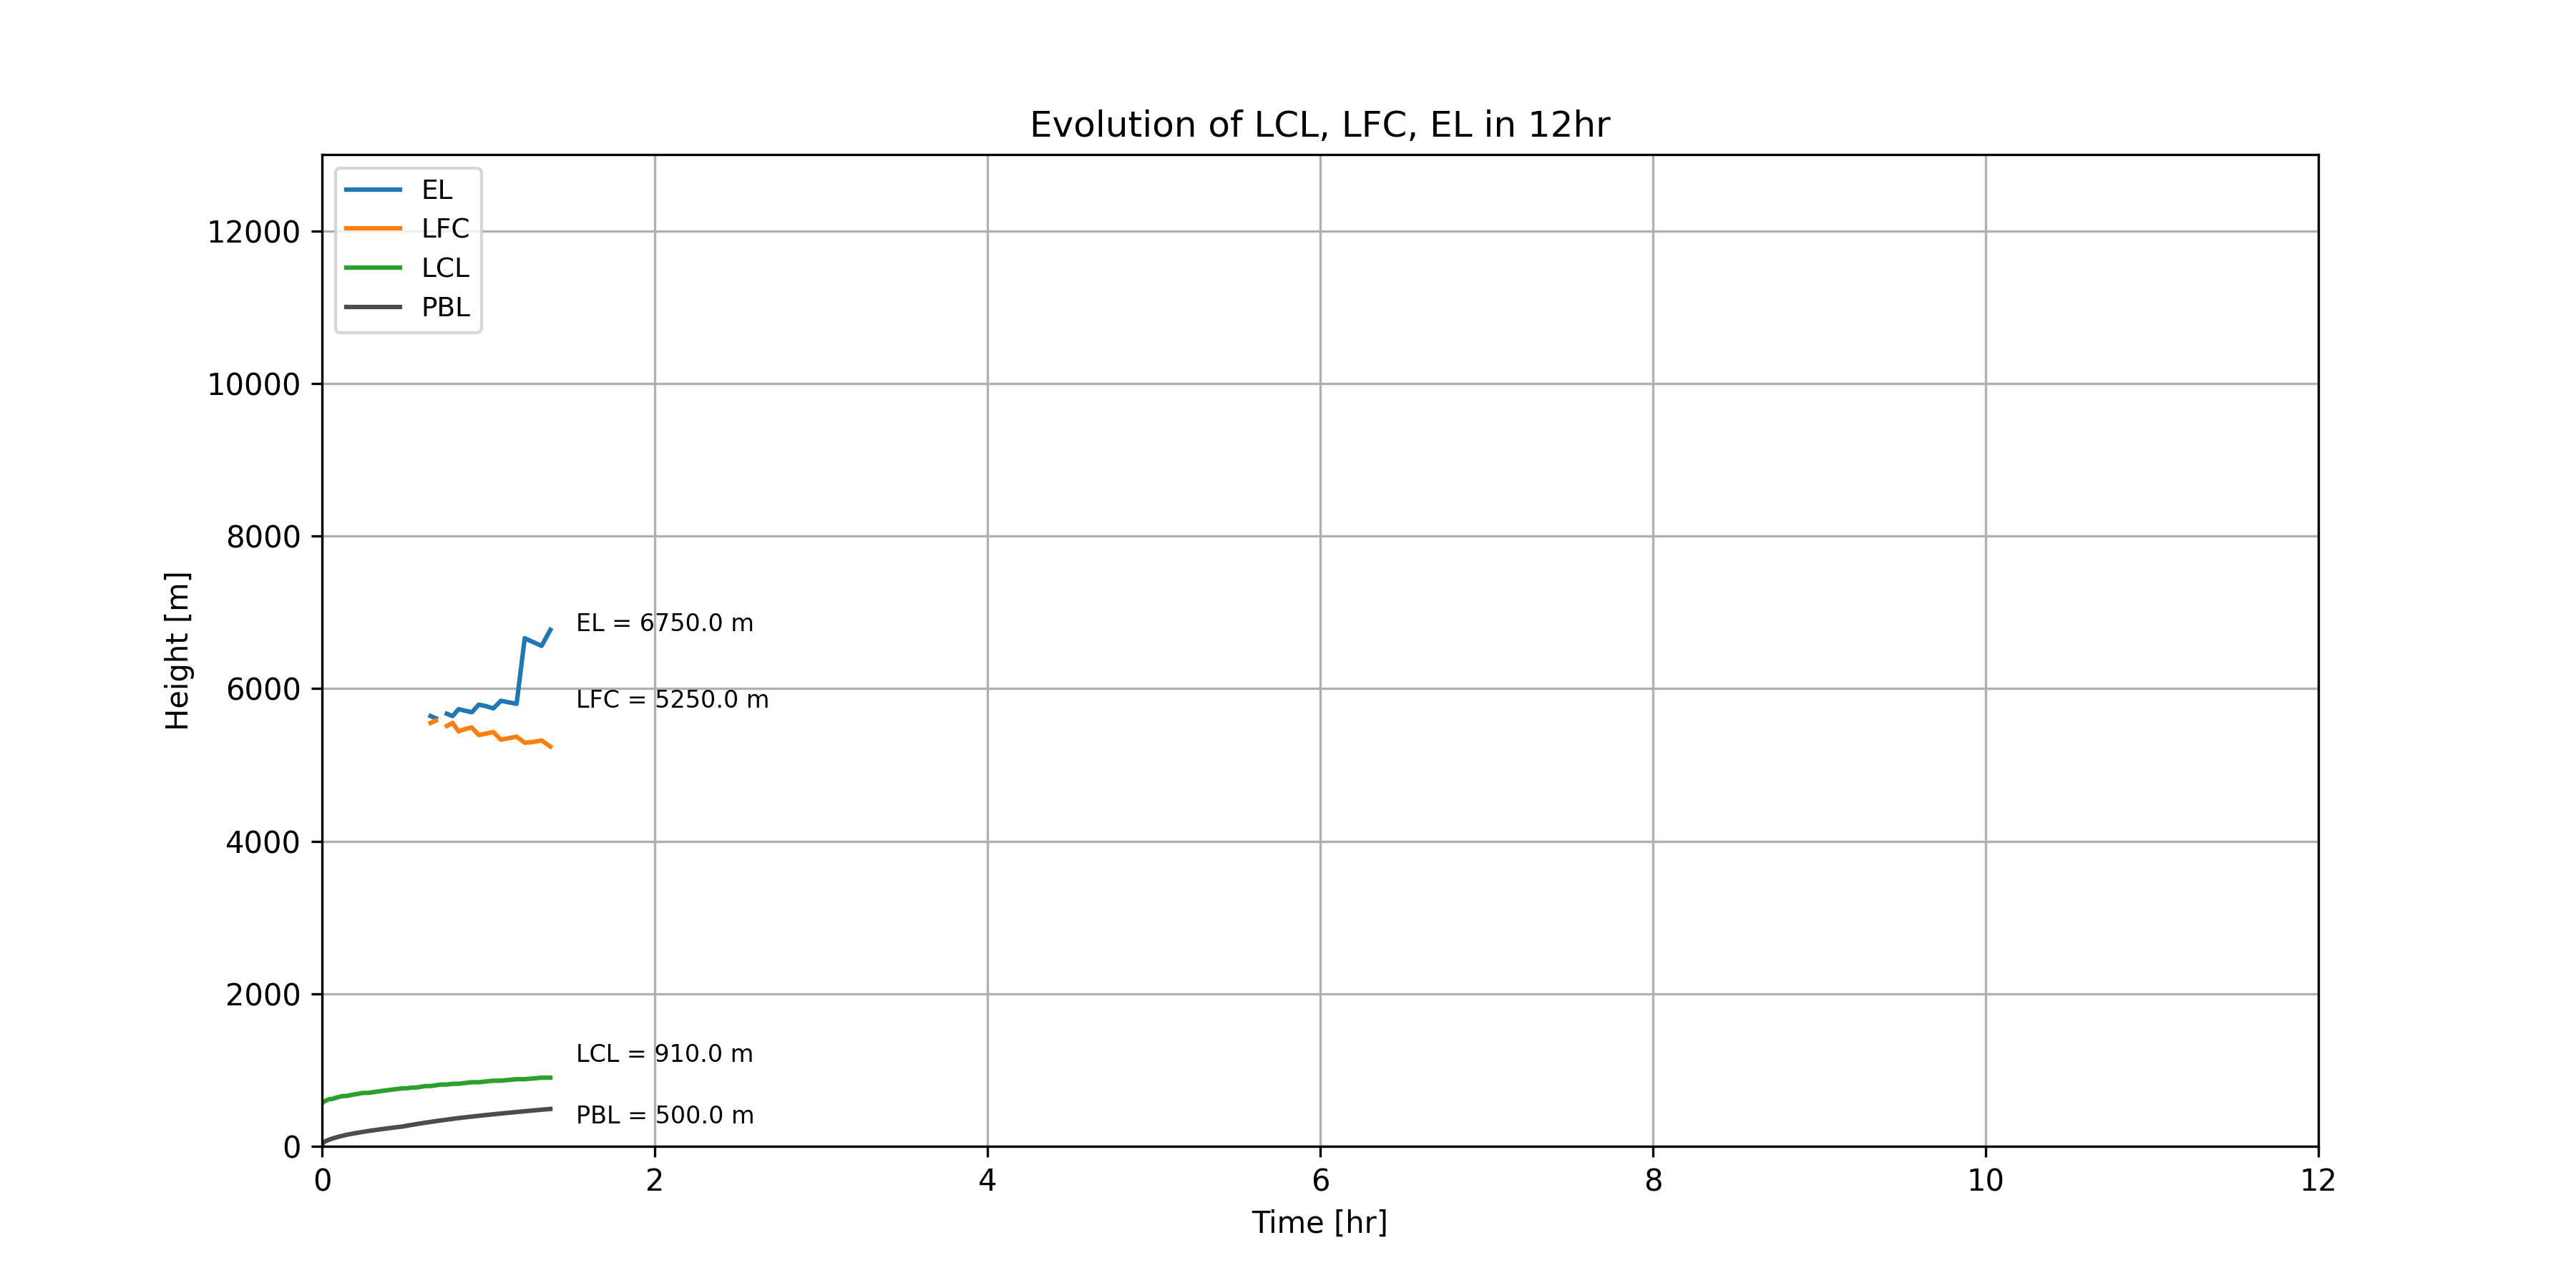 Evolution of LCL, LFC, EL in 12hr
EL
LFC
LCL
PBL
12000
10000
8000
6000
4000
2000
0
Height [m]
EL = 6750.0 m
LFC = 5250.0 m
LCL = 910.0 m
PBL = 500.0 m
0 2 4 6 8 10 12
Time [hr]